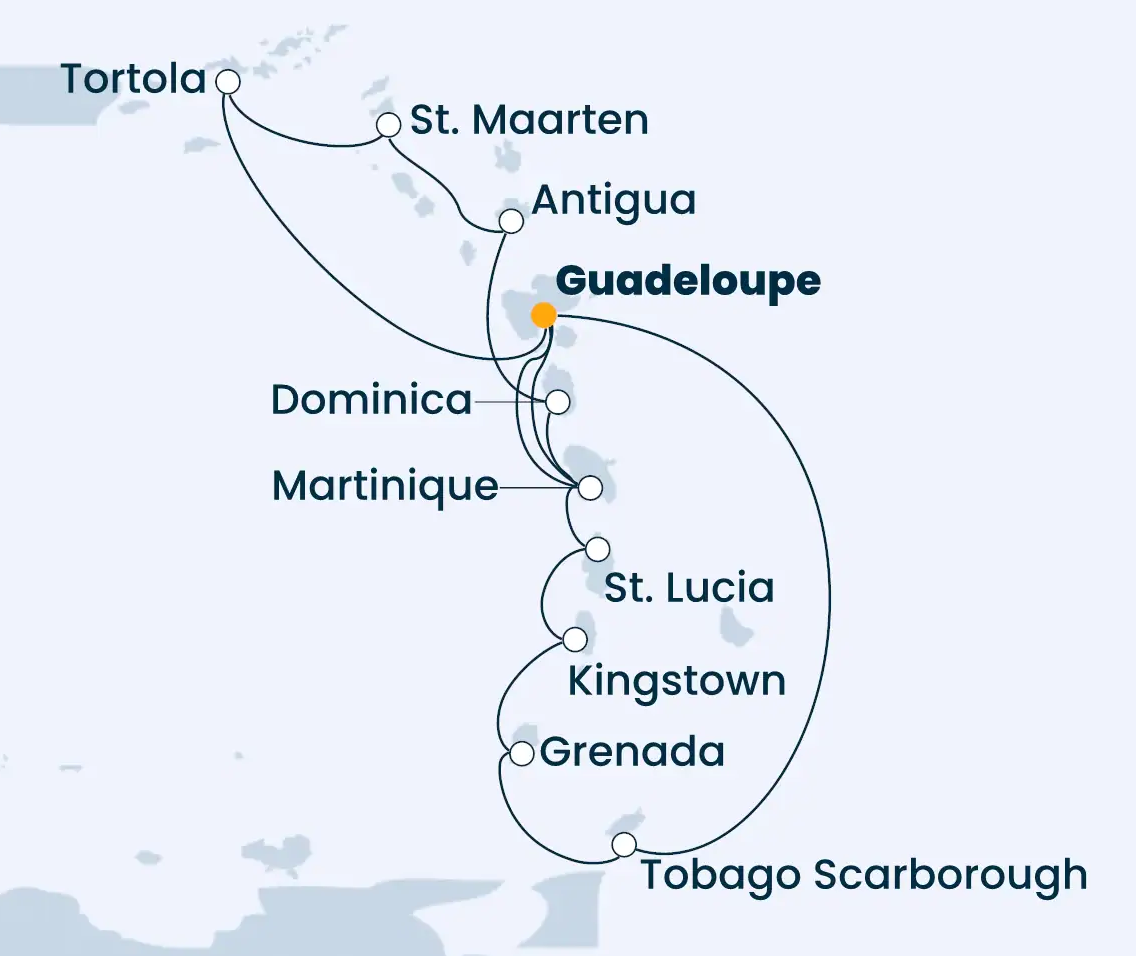 Tortola
St. Maarten
Antigua
Guadeloupe
Dominica
Martinique
St. Lucia
Kingstown
Grenada
Tobago Scarborough